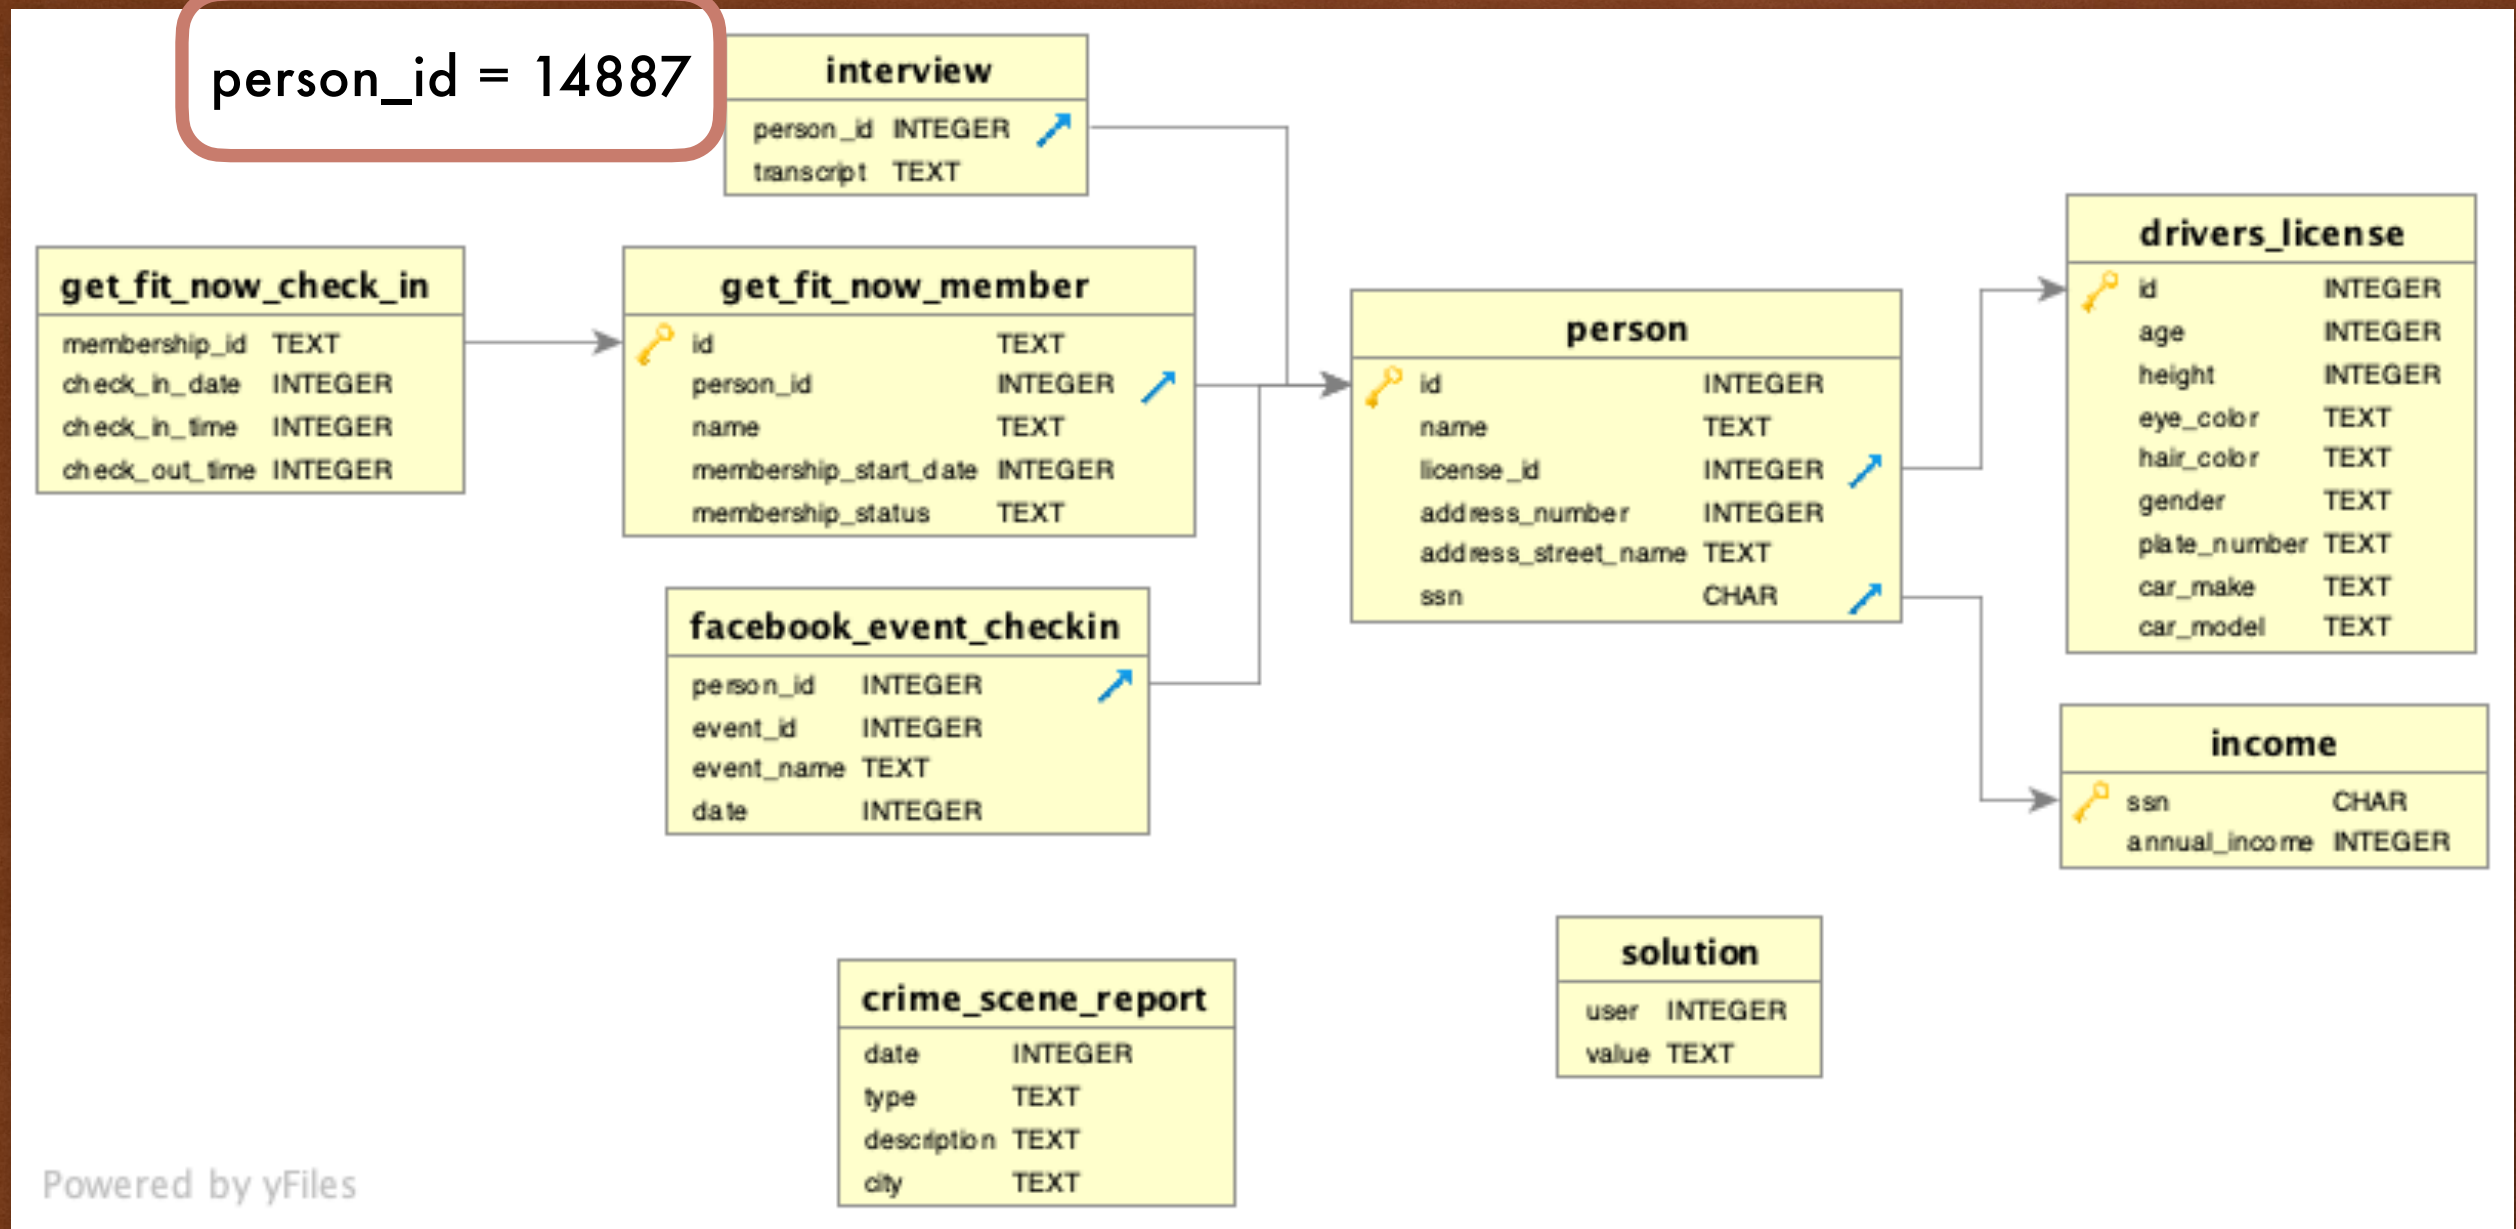 person_id = 14887
interview
person_id INTEGER
transcript TEXT
get_fit_now_check_in
membership_id TEXT
check_in_date INTEGER
check_in_time INTEGER
check_out_time INTEGER
get_fit_now_member
id TEXT
person_id INTEGER
name TEXT
membership_start_date INTEGER
membership_status TEXT
facebook_event_checkin
person_id INTEGER
event_id INTEGER
event_name TEXT
date INTEGER
person
id INTEGER
name TEXT
license_id INTEGER
address_number INTEGER
address_street_name TEXT
ssn CHAR
drivers_license
id INTEGER
age INTEGER
height INTEGER
eye_color TEXT
hair_color TEXT
gender TEXT
plate_number TEXT
car_make TEXT
car_model TEXT
income
ssn CHAR
annual_income INTEGER
crime_scene_report
date INTEGER
type TEXT
description TEXT
city TEXT
solution
user INTEGER
value TEXT
Powered by yFiles